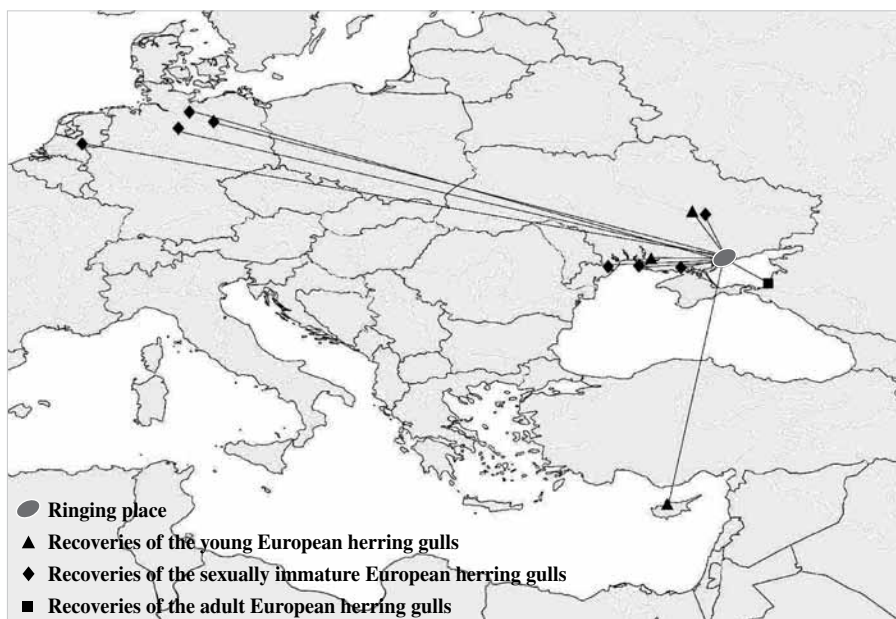 Ringing place
Recoveries of the young European herring gulls
Recoveries of the sexually immature European herring gulls
Recoveries of the adult European herring gulls